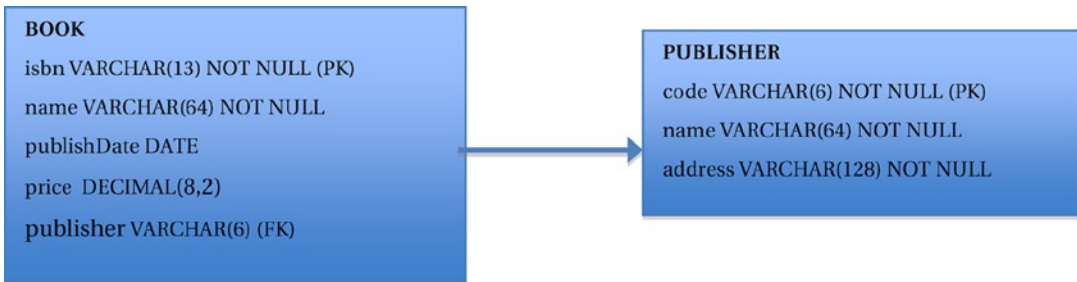 BOOK
isbn VARCHAR(13) NOT NULL (PK)
name VARCHAR(64) NOT NULL
publishDate DATE
price DECIMAL(8,2)
publisher VARCHAR(6) (FK)
PUBLISHER
code VARCHAR(6) NOT NULL (PK)
name VARCHAR(64) NOT NULL
address VARCHAR(128) NOT NULL